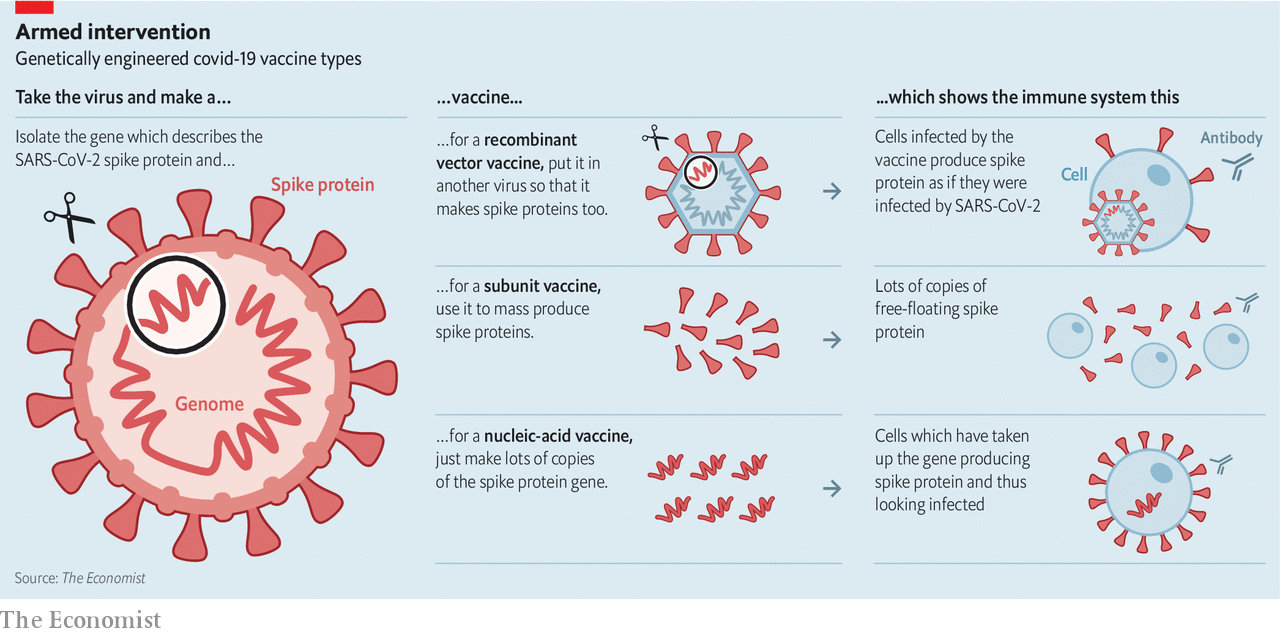 Armed intervention
Genetically engineered covid-19 vaccine types
Take the virus and make a...
Isolate the gene which describes the
SARS-CoV-2 spike protein and...
Spike protein
Genome
...vaccine...
...for a recombinant
vector vaccine, put it in
another virus so that it
makes spike proteins too.
...for a subunit vaccine,
use it to mass produce
spike proteins.
...for a nucleic-acid vaccine,
just make lots of copies
of the spike protein gene.
...which shows the immune system this
Cells infected by the
vaccine produce spike
protein as if they were
infected by SARS-CoV-2
Cell
Antibody
Lots of copies of
free-floating spike
protein
Cells which have taken
up the gene producing
spike protein and thus
looking infected
Source: The Economist
The Economist